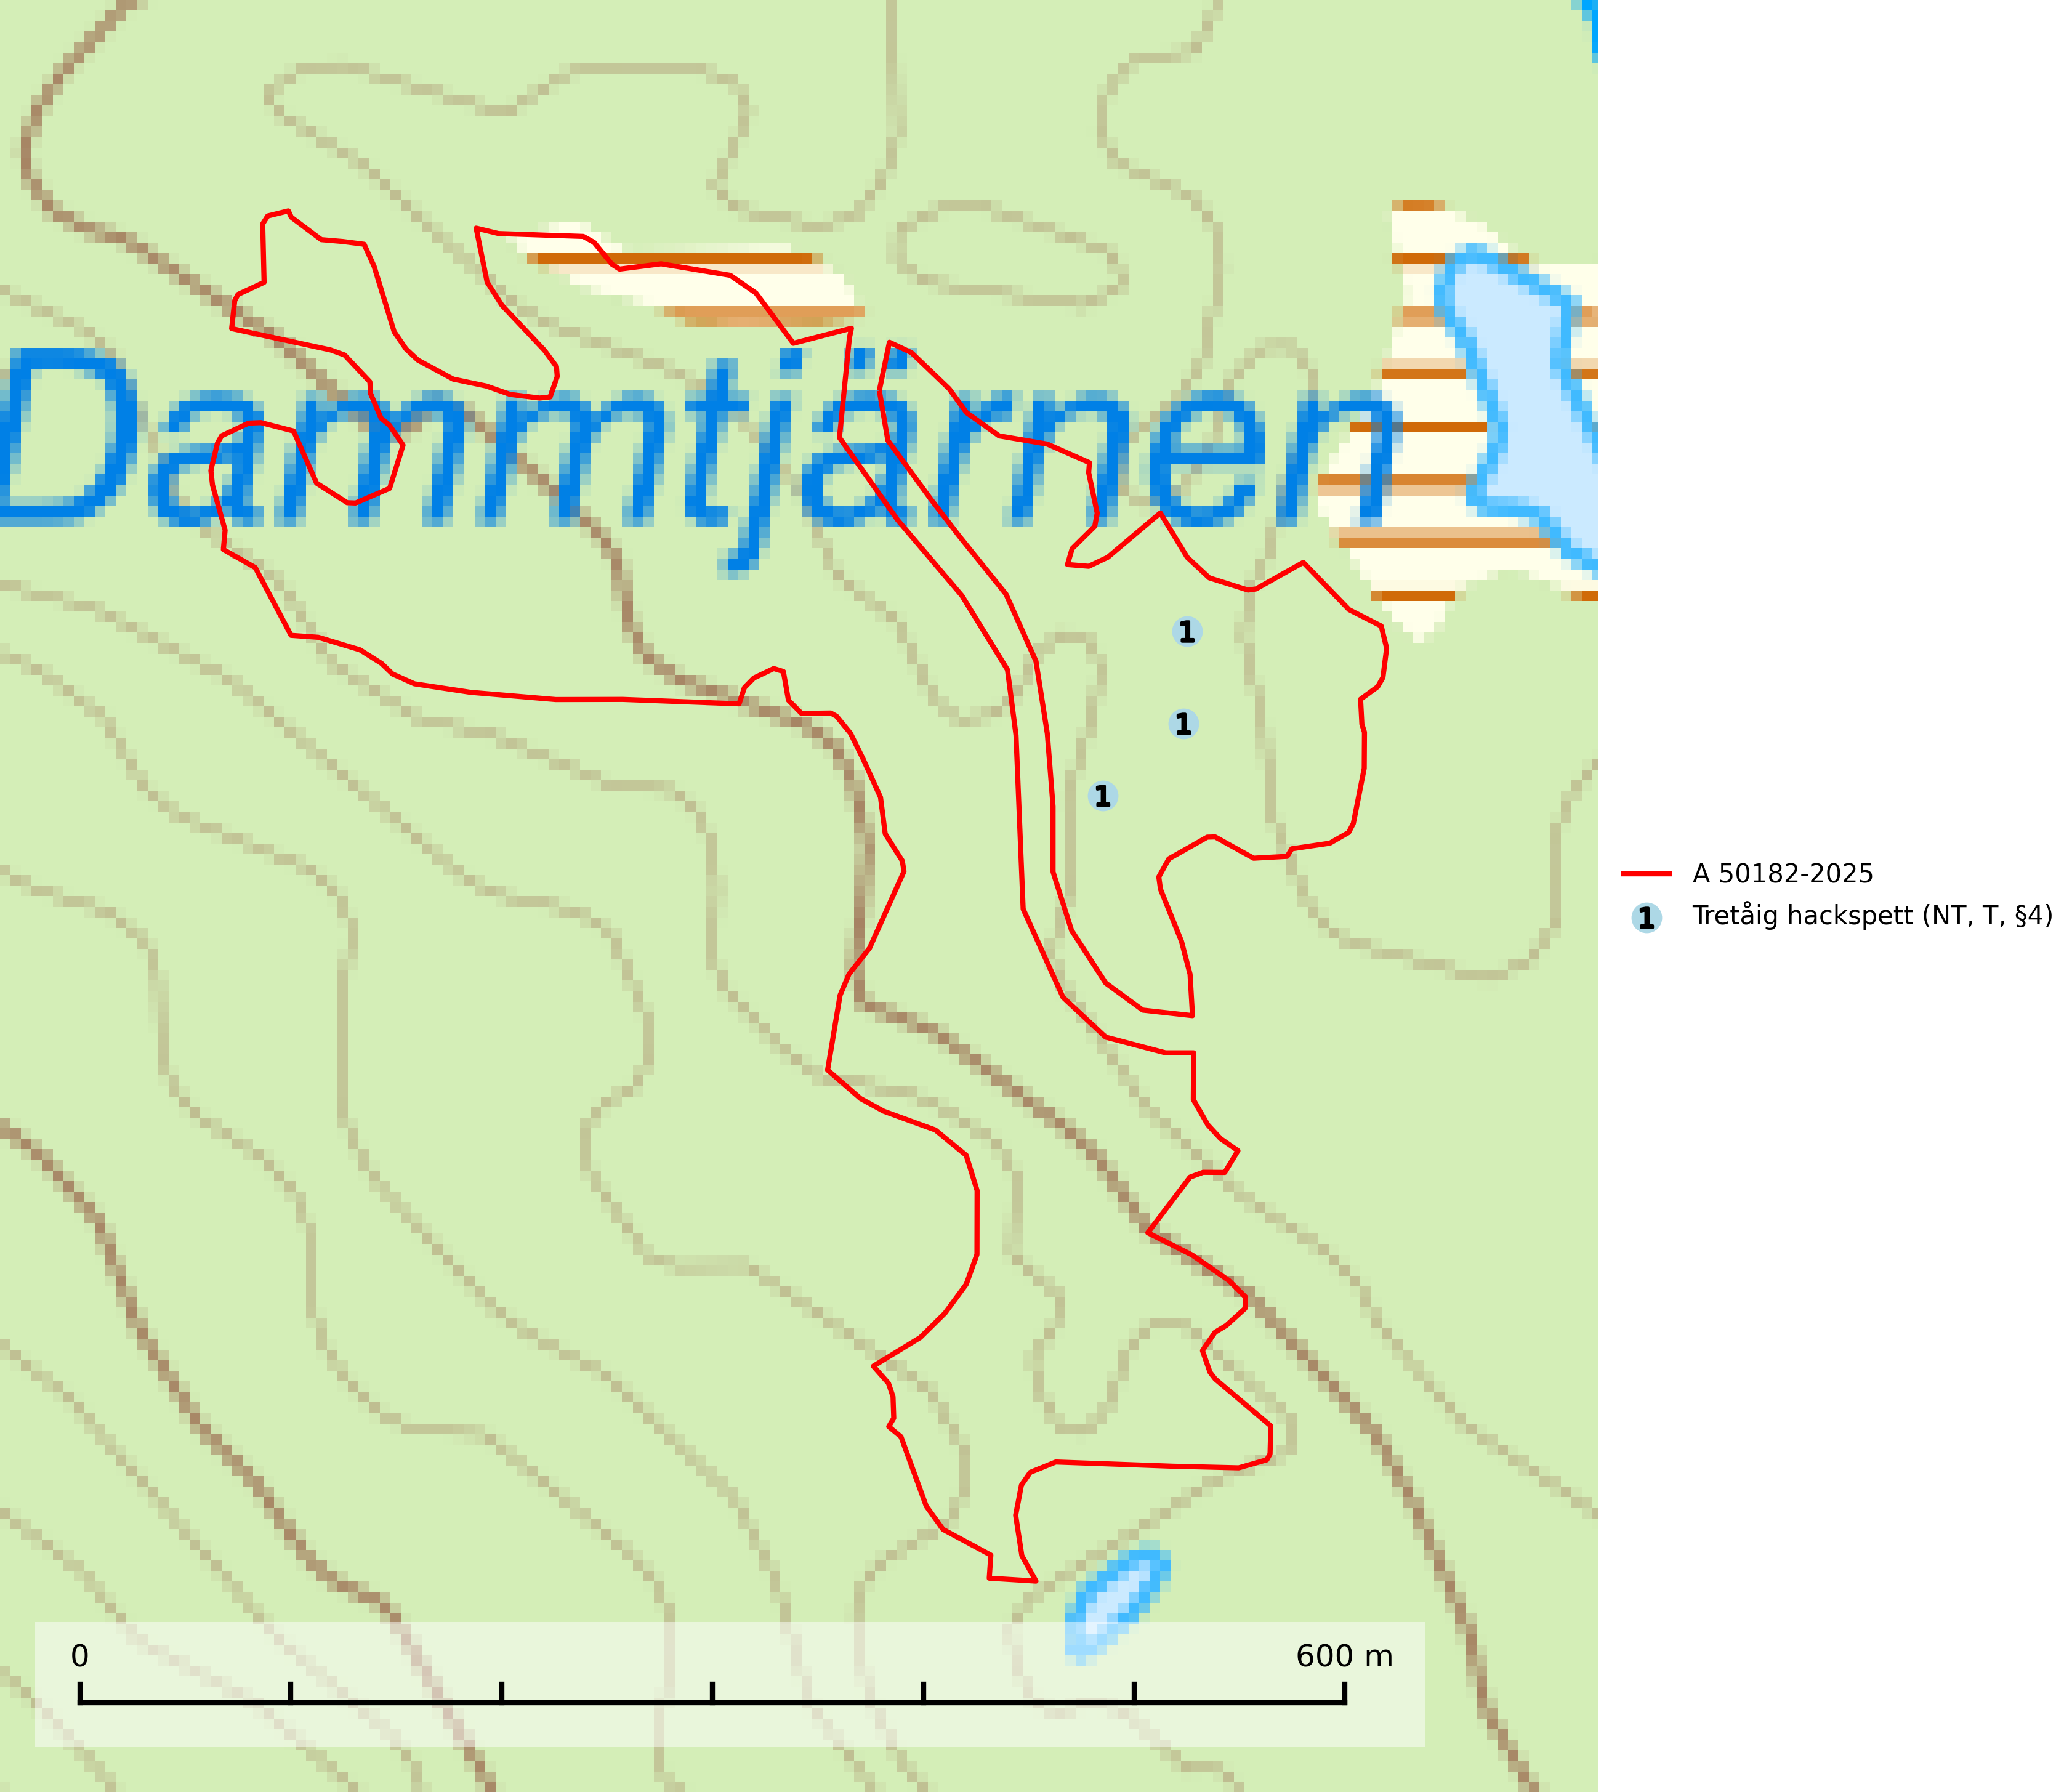 Dammtjärnen
1
1
1
A 50182-2025
1 Tretåig hackspett (NT, T, §4)
0 600 m